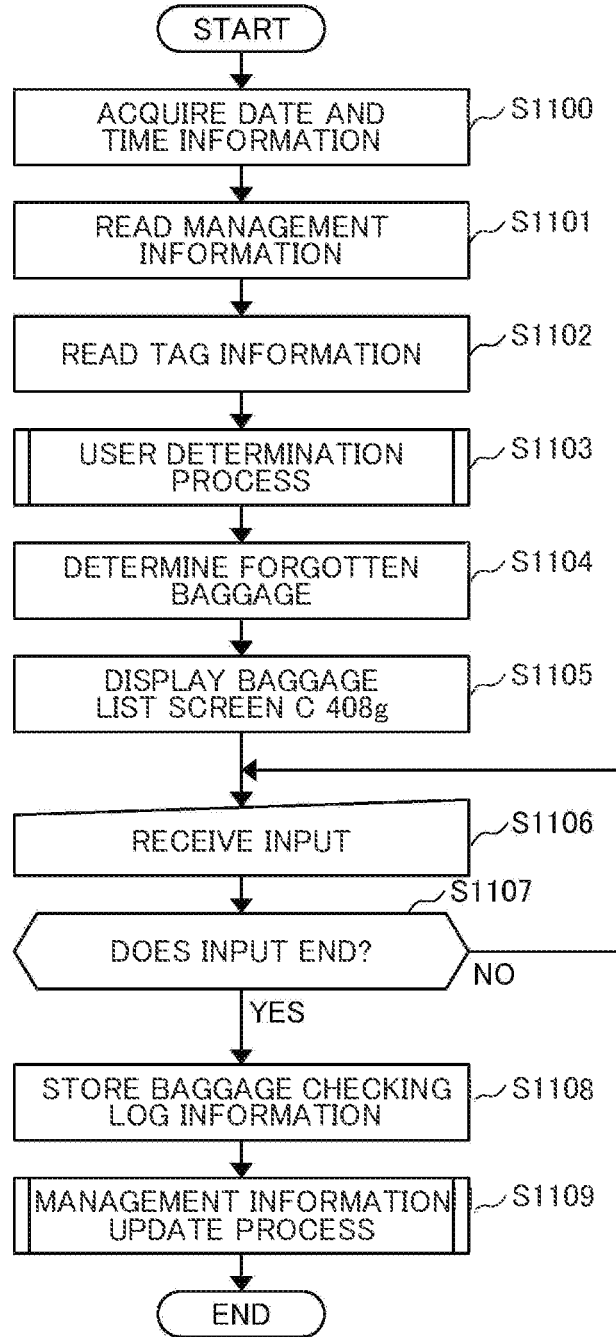 START
ACQUIRE DATE AND
TIME INFORMATION
S1100
READ MANAGEMENT
INFORMATION
S1101
READ TAG INFORMATION
S1102
USER DETERMINATION
PROCESS
S1103
DETERMINE FORGOTTEN
BAGGAGE
S1104
DISPLAY BAGGAGE
LIST SCREEN C 408g
S1105
RECEIVE INPUT
S1106
S1107
DOES INPUT END?
NO
YES
STORE BAGGAGE CHECKING
LOG INFORMATION
S1108
MANAGEMENT INFORMATION
UPDATE PROCESS
S1109
END